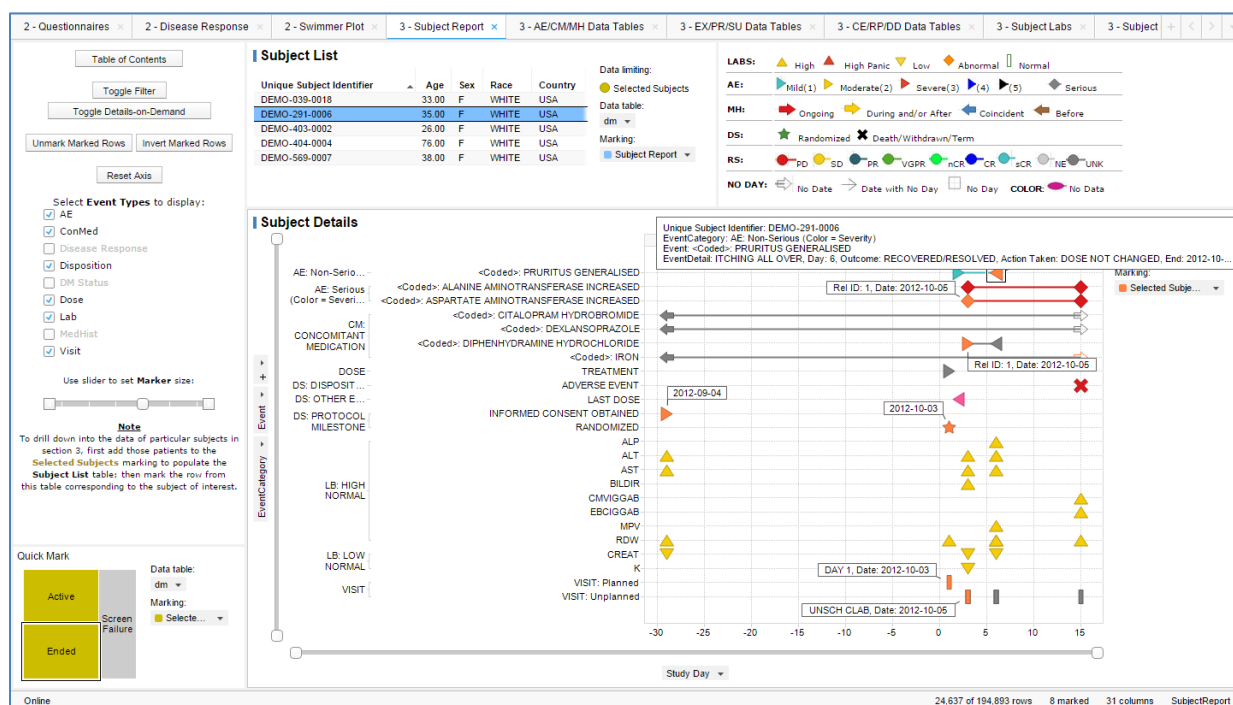 2 - Questionnaires × 2 - Disease Response × 2 - Swimmer Plot × 3 - Subject Report × 3 - AE/CM/MH Data Tables × 3 - EX/PR/SU Data Tables × 3 - CE/RP/DD Data Tables × 3 - Subject Labs × 3 - Subject
Table of Contents
Toggle Filter
Toggle Details-on-Demand
Unmark Marked Rows Invert Marked Rows
Reset Axis
Select Event Types to display:
AE
ConMed
Disease Response
Disposition
DM Status
Dose
Lab
MedHist
Visit
Use slider to set Marker size:
Note
To drill down into the data of particular subjects in
section 3, first add those patients to the
Selected Subjects marking to populate the
Subject List table; then mark the row from
this table corresponding to the subject of interest.
Quick Mark
Active
Ended
Screen
Failure
Data table:
dm
Marking:
Selecte...
Subject List
Unique Subject Identifier Age Sex Race Country
DEMO-039-0018 33.00 F WHITE USA
DEMO-291-0006 35.00 F WHITE USA
DEMO-403-0002 26.00 F WHITE USA
DEMO-404-0004 76.00 F WHITE USA
DEMO-569-0007 38.00 F WHITE USA
Data limiting:
Selected Subjects
Data table:
dm
Marking:
Subject Report
LABS: High High Panic Low Abnormal Normal
AE: Mild(1) Moderate(2) Severe(3) (4) (5) Serious
MH: Ongoing During and/or After Coincident Before
DS: Randomized Death/Withdrawn/Term
RS: PD SD PR VGPR nCR CR sCR NE UNK
NO DAY: No Date Date with No Day No Day COLOR: No Data
Subject Details
Unique Subject Identifier: DEMO-291-0006
EventCategory: AE: Non-Serious (Color = Severity)
Event: <Coded>: PRURITUS GENERALISED
EventDetail: ITCHING ALL OVER, Day: 6, Outcome: RECOVERED/RESOLVED, Action Taken: DOSE NOT CHANGED, End: 2012-10-...
Marking:
Selected Subje...
EventCategory
Event
+
AE: Non-Serio...
<Coded>: PRURITUS GENERALISED
AE: Serious
(Color = Severi...
<Coded>: ALANINE AMINOTRANSFERASE INCREASED
Rel ID: 1, Date: 2012-10-05
<Coded>: ASPARTATE AMINOTRANSFERASE INCREASED
CM:
CONCOMITANT
MEDICATION
<Coded>: CITALOPRAM HYDROBROMIDE
<Coded>: DEXLANSOPRAZOLE
<Coded>: DIPHENHYDRAMINE HYDROCHLORIDE
<Coded>: IRON
Rel ID: 1, Date: 2012-10-05
DOSE
TREATMENT
DS: DISPOSIT...
ADVERSE EVENT
DS: OTHER E...
LAST DOSE
2012-09-04
DS: PROTOCOL
MILESTONE
INFORMED CONSENT OBTAINED
2012-10-03
RANDOMIZED
LB: HIGH
NORMAL
ALP
ALT
AST
BILDIR
CMVIGGAB
EBCIGGAB
MPV
RDW
LB: LOW
NORMAL
CREAT
K
VISIT
DAY 1, Date: 2012-10-03
VISIT: Planned
VISIT: Unplanned
UNSCH CLAB, Date: 2012-10-05
-30 -25 -20 -15 -10 -5 0 5 10 15
Study Day
Online 24,637 of 194,893 rows 8 marked 31 columns SubjectReport